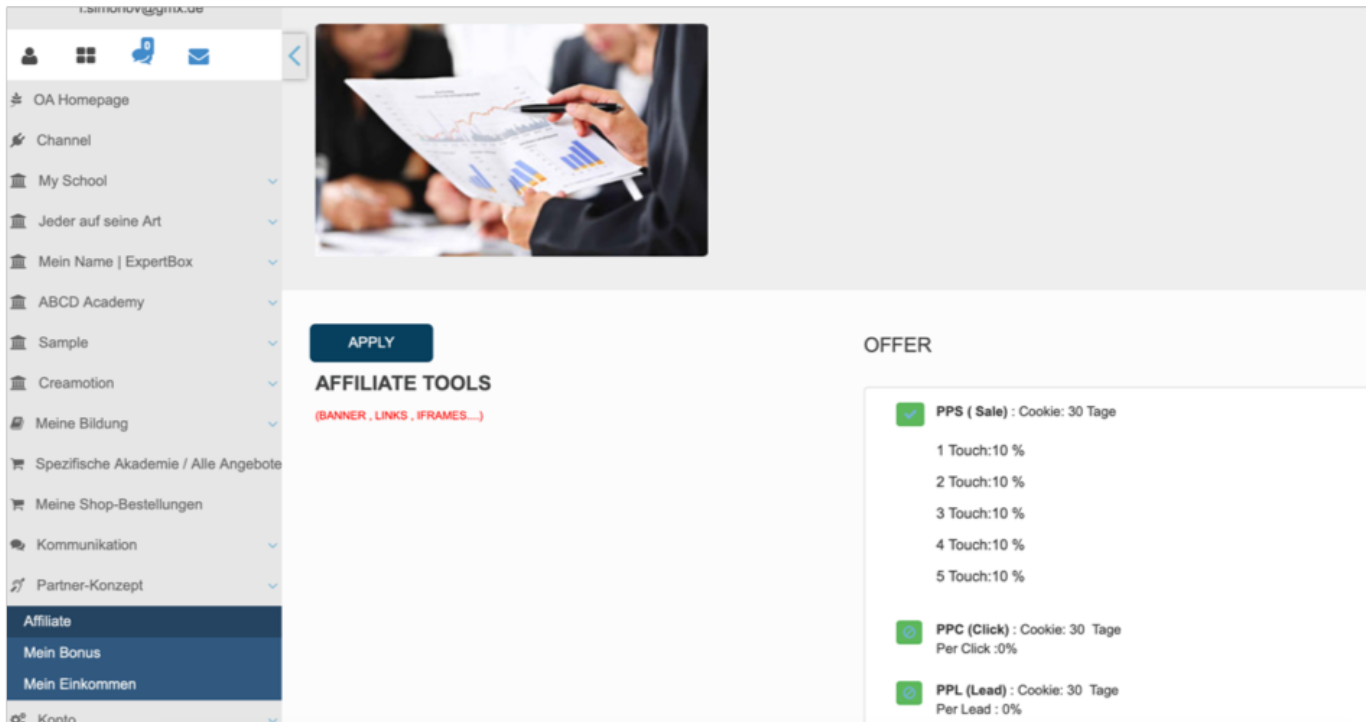 0
OA Homepage
Channel
My School
Jeder auf seine Art
Mein Name | ExpertBox
ABCD Academy
Sample
Creamotion
Meine Bildung
Spezifische Akademie / Alle Angebote
Meine Shop-Bestellungen
Kommunikation
Partner-Konzept
Affiliate
Mein Bonus
Mein Einkommen
Konto
APPLY
AFFILIATE TOOLS
(BANNER , LINKS , IFRAMES....)
OFFER
PPS ( Sale) : Cookie: 30 Tage
1 Touch:10 %
2 Touch:10 %
3 Touch:10 %
4 Touch:10 %
5 Touch:10 %
PPC (Click) : Cookie: 30 Tage
Per Click :0%
PPL (Lead) : Cookie: 30 Tage
Per Lead : 0%